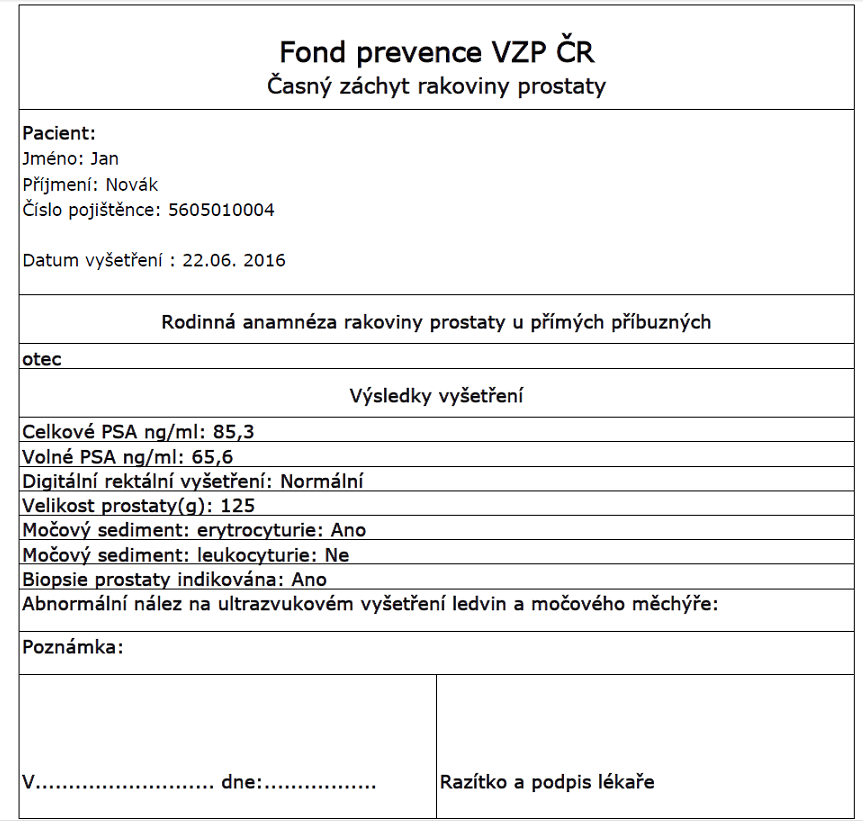 Fond prevence VZP ČR
Časný záchyt rakoviny prostaty
Pacient:
Jméno: Jan
Příjmení: Novák
Číslo pojištěnce: 5605010004
Datum vyšetření : 22.06. 2016
Rodinná anamnéza rakoviny prostaty u přímých příbuzných
otec
Výsledky vyšetření
Celkové PSA ng/ml: 85,3
Volné PSA ng/ml: 65,6
Digitální rektální vyšetření: Normální
Velikost prostaty(g): 125
Močový sediment: erytrocyturie: Ano
Močový sediment: leukocyturie: Ne
Biopsie prostaty indikována: Ano
Abnormální nález na ultrazvukovém vyšetření ledvin a močového měchýře:
Poznámka:
V........................... dne:.................
Razítko a podpis lékaře